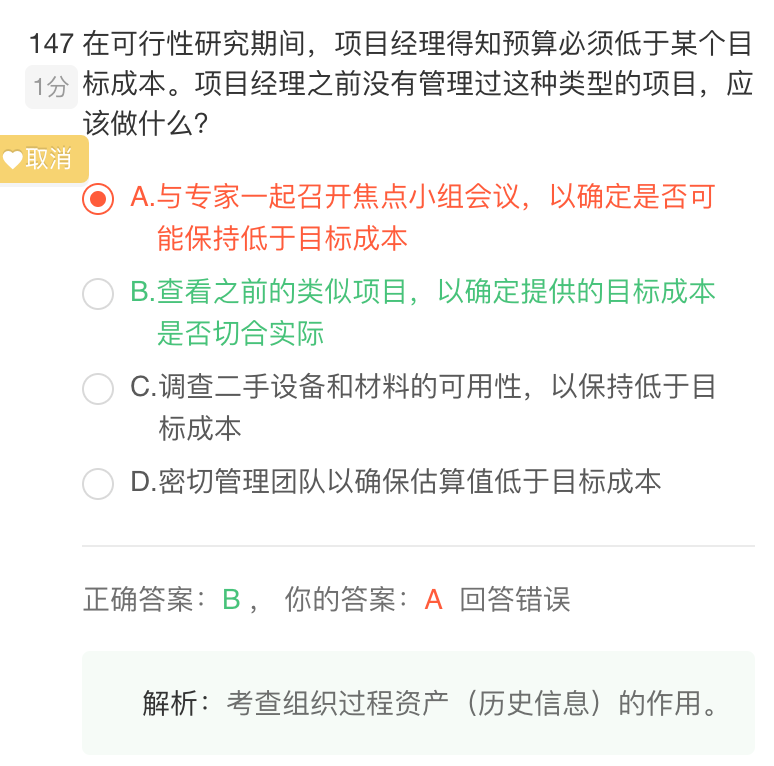 147 在可行性研究期间，项目经理得知预算必须低于某个目
1分 标成本。项目经理之前没有管理过这种类型的项目，应
该做什么？
取消
A.与专家一起召开焦点小组会议，以确定是否可
能保持低于目标成本
B.查看之前的类似项目，以确定提供的目标成本
是否切合实际
C.调查二手设备和材料的可用性，以保持低于目
标成本
D.密切管理团队以确保估算值低于目标成本
正确答案：B ， 你的答案：A 回答错误
解析：考查组织过程资产（历史信息）的作用。